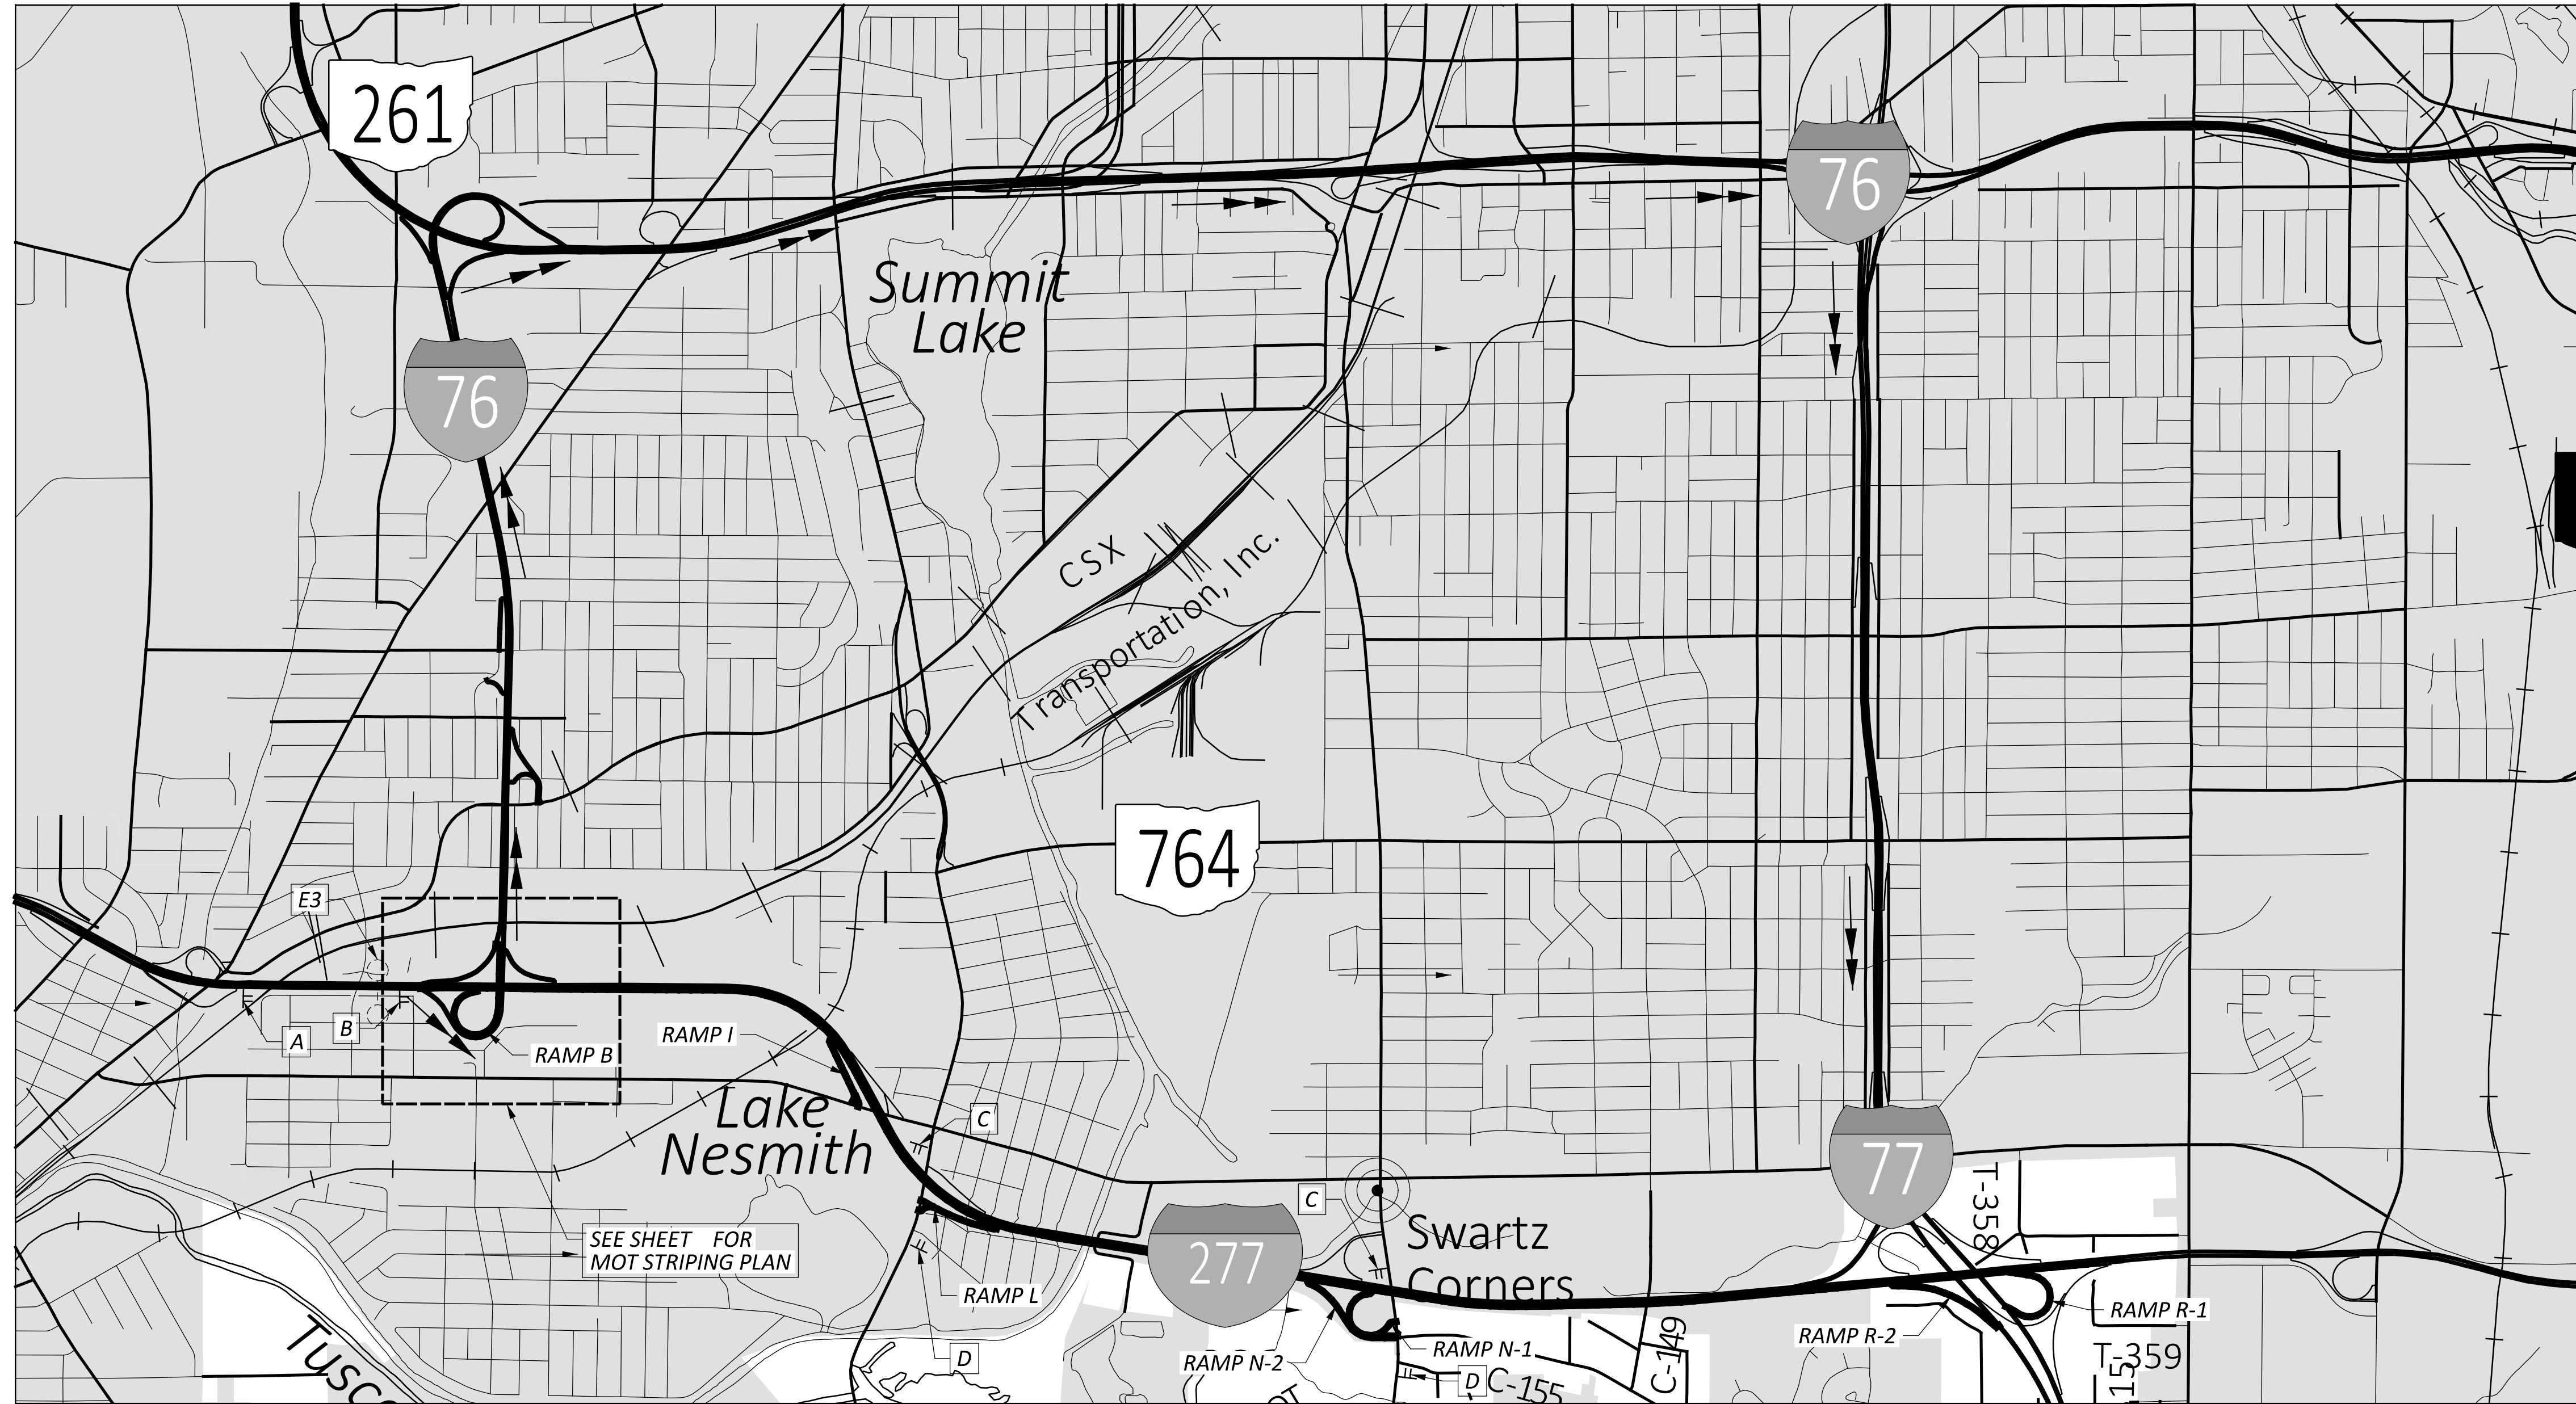 261
76
76
Summit
Lake
CSX
Transportation, Inc.
764
E3
A
B
RAMP B
RAMP I
Lake
Nesmith
C
C
SEE SHEET FOR
MOT STRIPING PLAN
RAMP L
D
277
Swartz
Corners
77
T-358
RAMP N-2
RAMP N-1
D
C-155
C-149
RAMP R-2
RAMP R-1
T-359
15
Tusc
OT